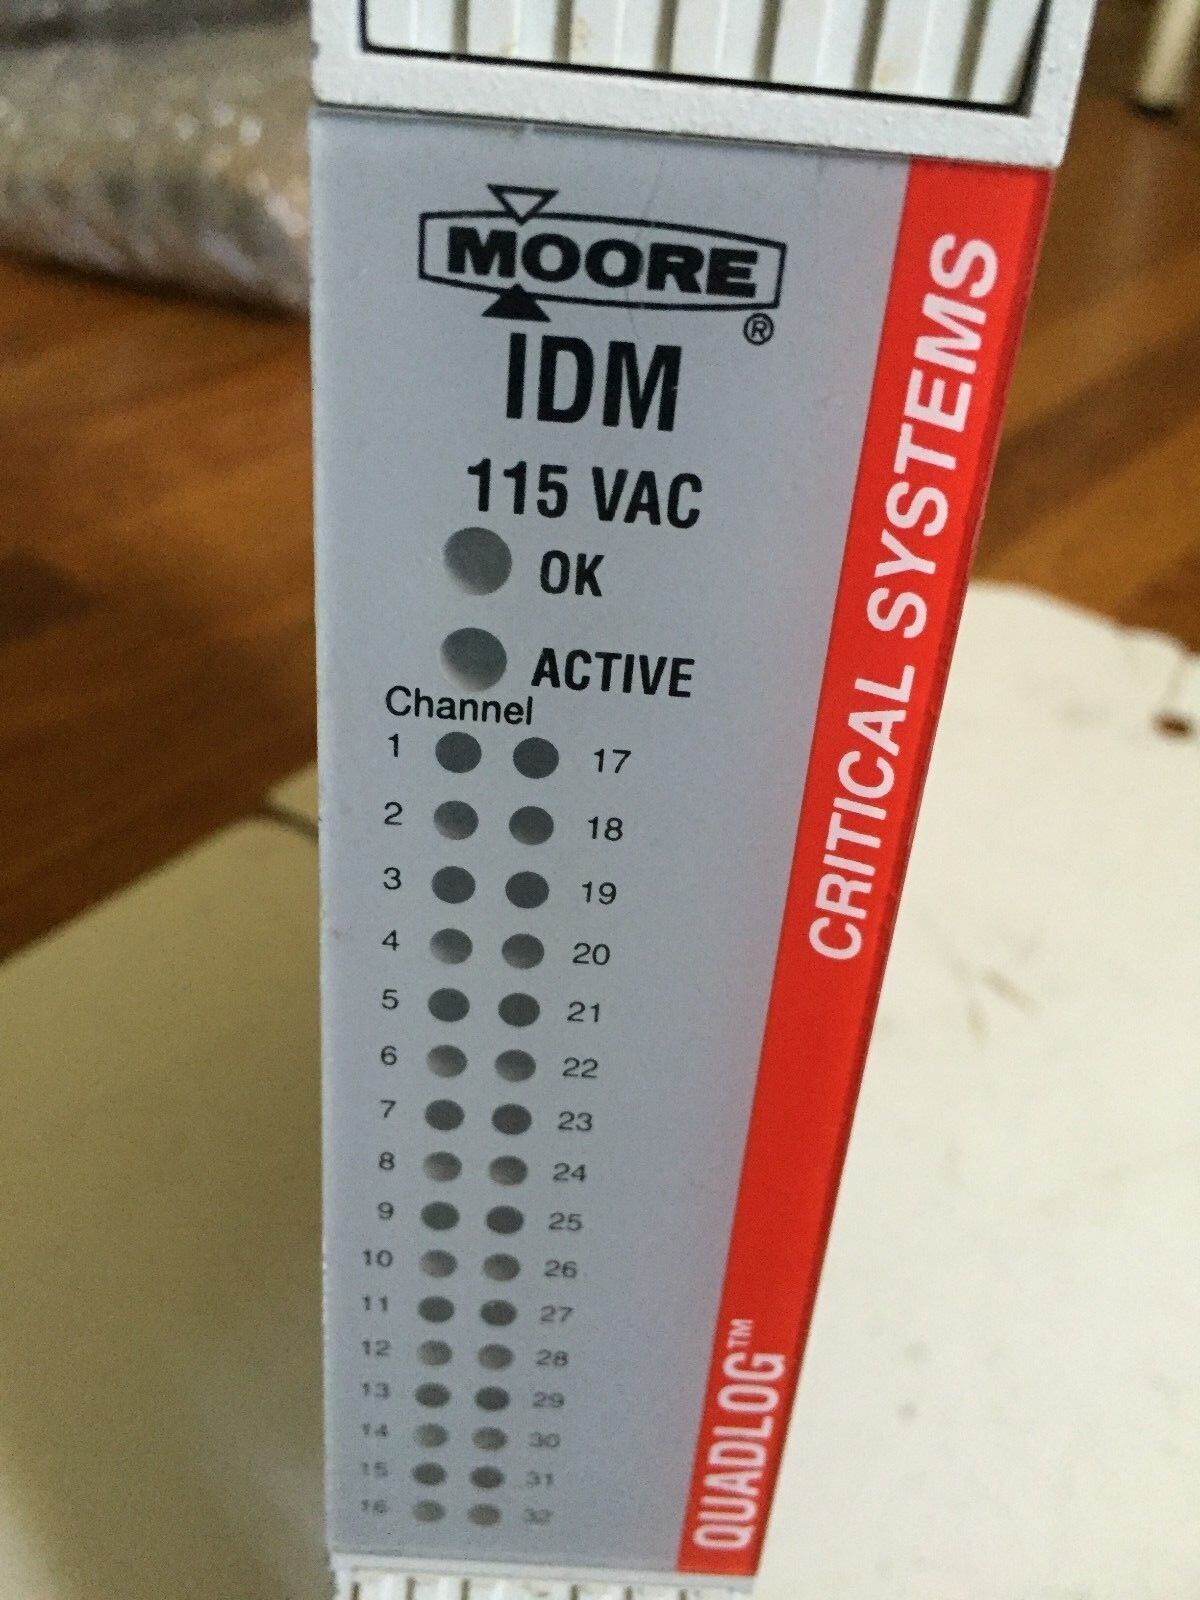 MOORE
®
IDM
115 VAC
OK
ACTIVE
Channel
1 17
2 18
3 19
4 20
5 21
6 22
7 23
8 24
9 25
10 26
11 27
12 28
13 29
14 30
15 31
16 32
QUADLOG™ CRITICAL SYSTEMS